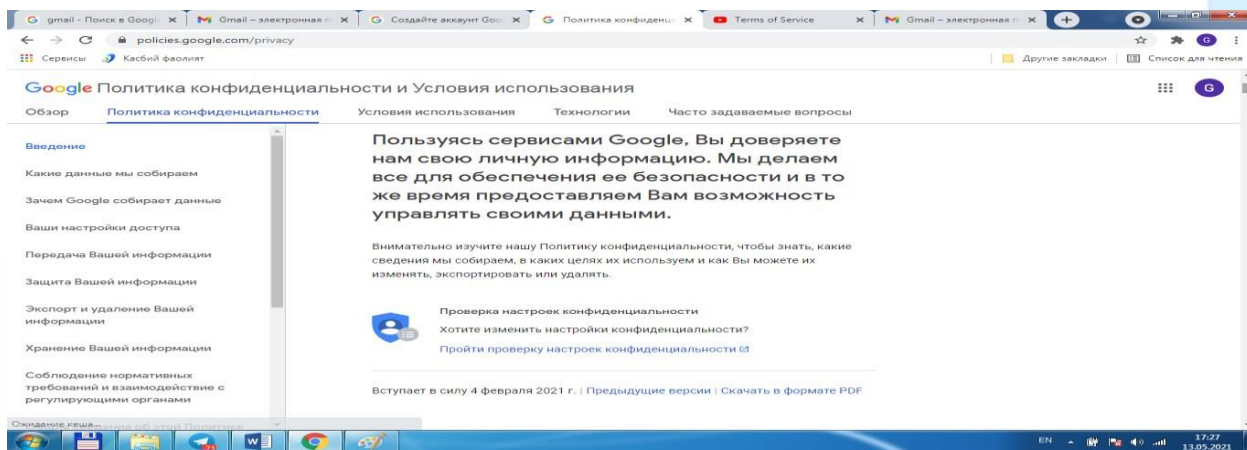 gmail - Поиск в Googl
Gmail – электронная п
Создайте аккаунт Goo
Политика конфиденц
Terms of Service
Gmail – электронная п
policies.google.com/privacy
G
Сервисы
Касбий фаолият
Другие закладки
Список для чтения
Google Политика конфиденциальности и Условия использования
G
Обзор
Политика конфиденциальности
Условия использования
Технологии
Часто задаваемые вопросы
Введение
Какие данные мы собираем
Зачем Google собирает данные
Ваши настройки доступа
Передача Вашей информации
Защита Вашей информации
Экспорт и удаление Вашей
информации
Хранение Вашей информации
Соблюдение нормативных
требований и взаимодействие с
регулирующими органами
Пользуясь сервисами Google, Вы доверяете
нам свою личную информацию. Мы делаем
все для обеспечения ее безопасности и в то
же время предоставляем Вам возможность
управлять своими данными.
Внимательно изучите нашу Политику конфиденциальности, чтобы знать, какие
сведения мы собираем, в каких целях их используем и как Вы можете их
изменять, экспортировать или удалять.
Проверка настроек конфиденциальности
Хотите изменить настройки конфиденциальности?
Пройти проверку настроек конфиденциальности
Вступает в силу 4 февраля 2021 г. | Предыдущие версии | Скачать в формате PDF
Ожидание кеша...
об этой Политике
EN
17:27
13.05.2021